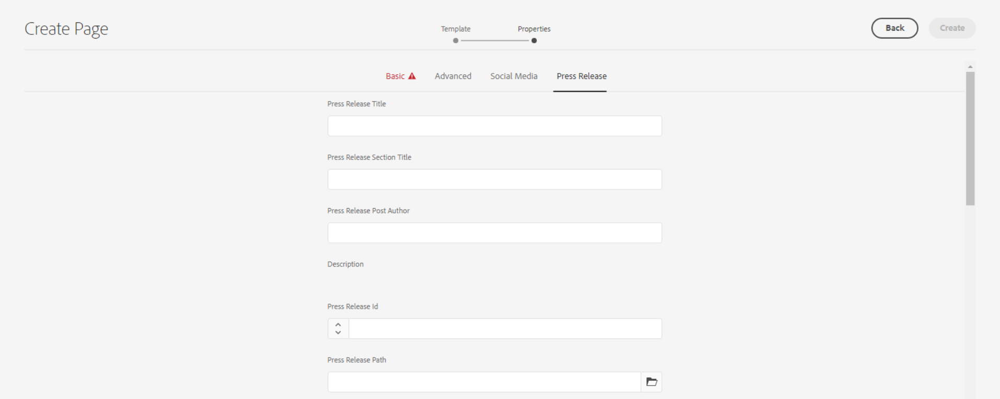 Create Page
Template
Properties
Back
Create
Basic
Advanced
Social Media
Press Release
Press Release Title
Press Release Section Title
Press Release Post Author
Description
Press Release Id
Press Release Path